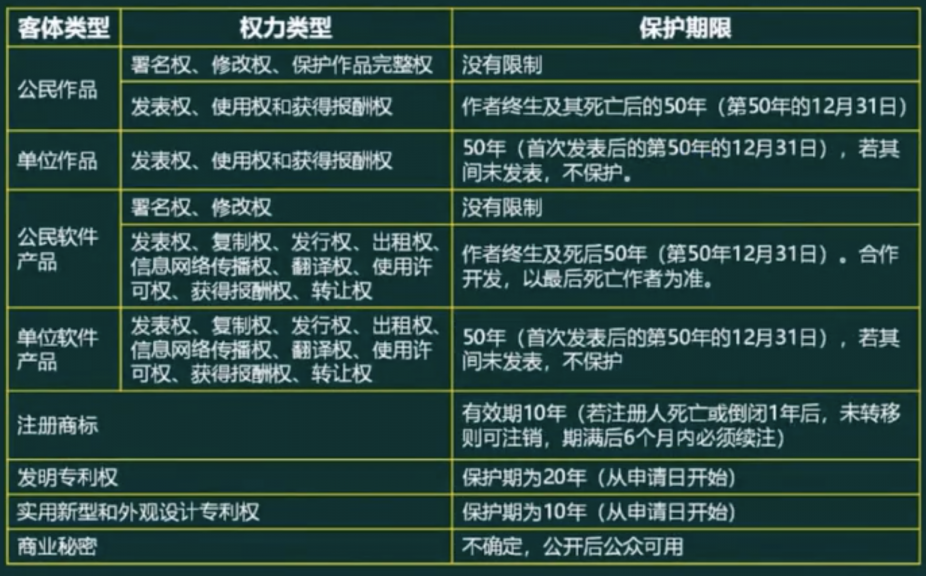 客体类型 权力类型 保护期限
公民作品
署名权、修改权、保护作品完整权 没有限制
发表权、使用权和获得报酬权 作者终生及其死亡后的50年（第50年的12月31日）
单位作品 发表权、使用权和获得报酬权
50年（首次发表后的第50年的12月31日），若其
间未发表，不保护。
公民软件
产品
署名权、修改权 没有限制
发表权、复制权、发行权、出租权、
信息网络传播权、翻译权、使用许
可权、获得报酬权、转让权
作者终生及死后50年（第50年12月31日）。合作
开发，以最后死亡作者为准。
单位软件
产品
发表权、复制权、发行权、出租权、
信息网络传播权、翻译权、使用许
可权、获得报酬权、转让权
50年（首次发表后的第50年的12月31日），若其
间未发表，不保护
注册商标
有效期10年（若注册人死亡或倒闭1年后，未转移
则可注销，期满后6个月内必须续注）
发明专利权 保护期为20年（从申请日开始）
实用新型和外观设计专利权 保护期为10年（从申请日开始）
商业秘密 不确定，公开后公众可用